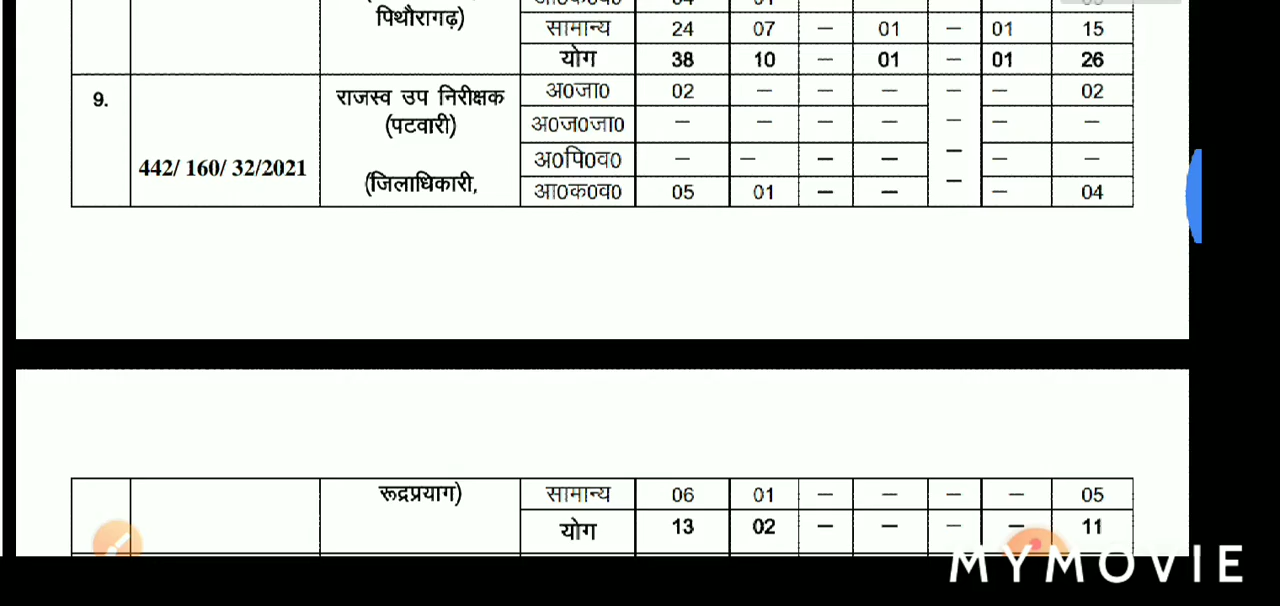 पिथौरागढ़)
सामान्य 24 07 – 01 – 01 15
योग 38 10 – 01 – 01 26
9. 442/ 160/ 32/2021 राजस्व उप निरीक्षक (पटवारी) (जिलाधिकारी,
अ0जा0 02 – – – – – 02
अ0ज0जा0 – – – – – – –
अ0पि0व0 – – – – – – –
आ0क0व0 05 01 – – – – 04
रूद्रप्रयाग) सामान्य 06 01 – – – – 05
योग 13 02 – – – – 11
MYMOVIE